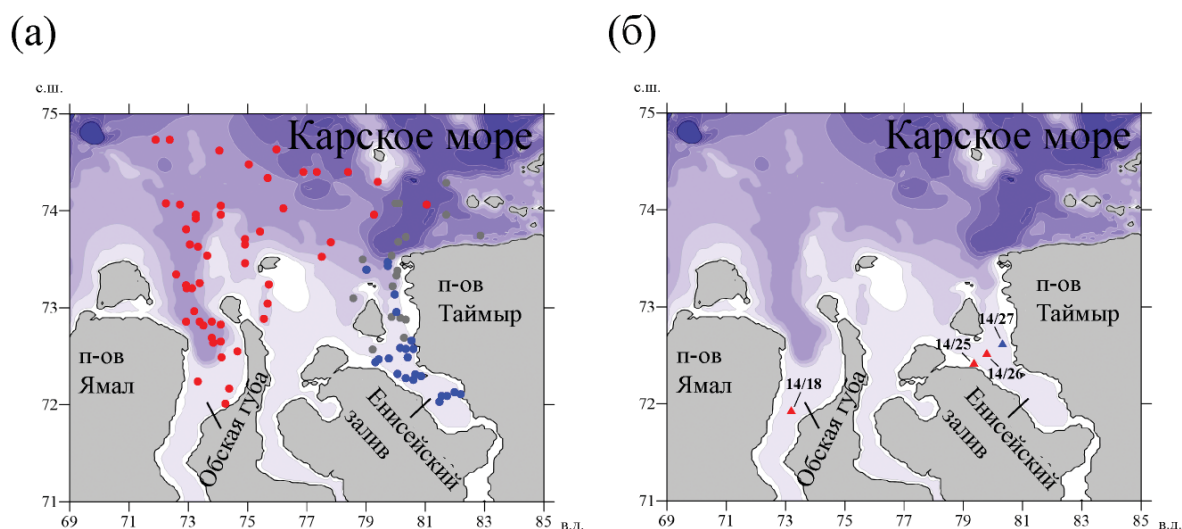 (а)
с.ш.
75
74
73
72
71
Карское море
п-ов
Таймыр
п-ов
Ямал
Обская губа
Енисейский
залив
69
71
73
75
77
79
81
83
85
в.д.
(б)
с.ш.
75
74
73
72
71
Карское море
п-ов
Таймыр
14/27
14/25
14/26
п-ов
Ямал
14/18
Обская губа
Енисейский
залив
69
71
73
75
77
79
81
83
85
в.д.